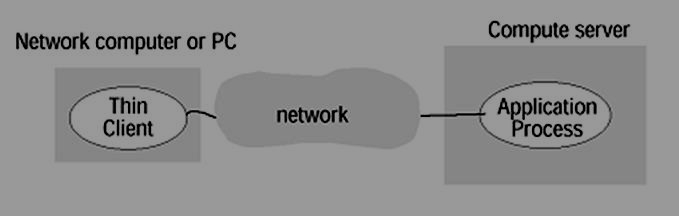 Compute server
Network computer or PC
Thin
Client
network
Application
Process